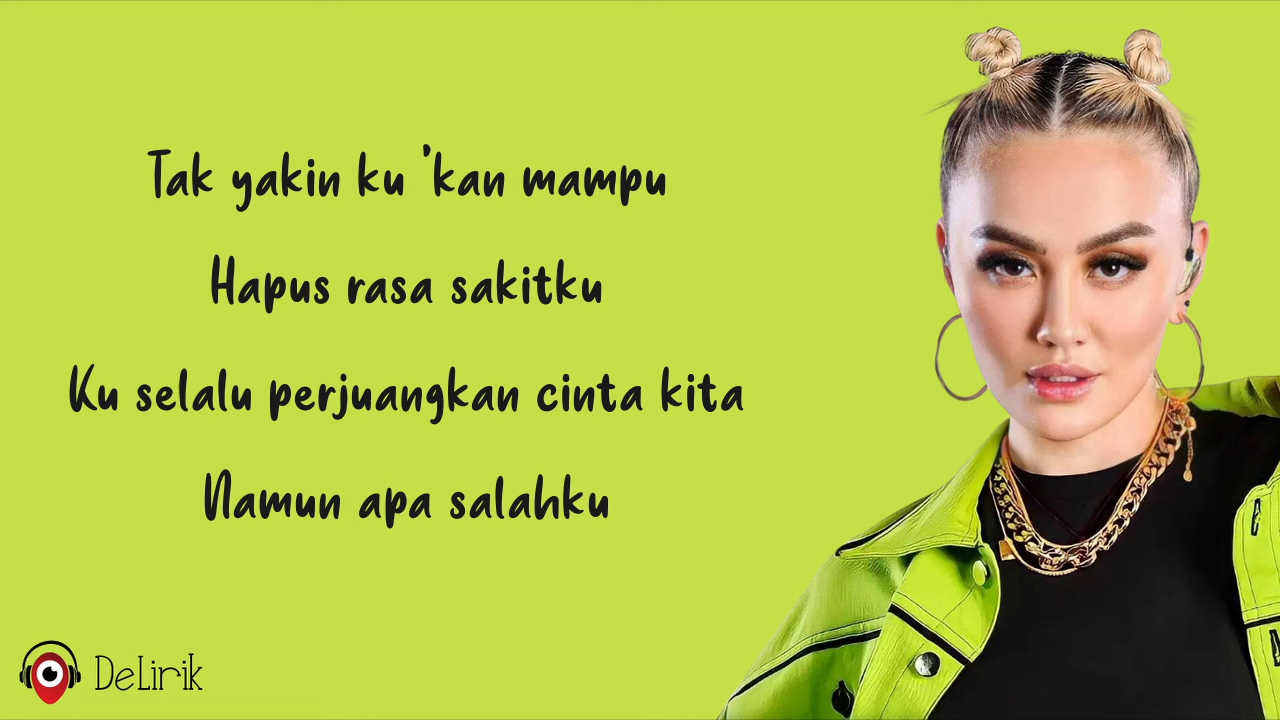 Tak yakin ku 'kan mampu
Hapus rasa sakitku
Ku selalu perjuangkan cinta kita
Namun apa salahku
DeLirik